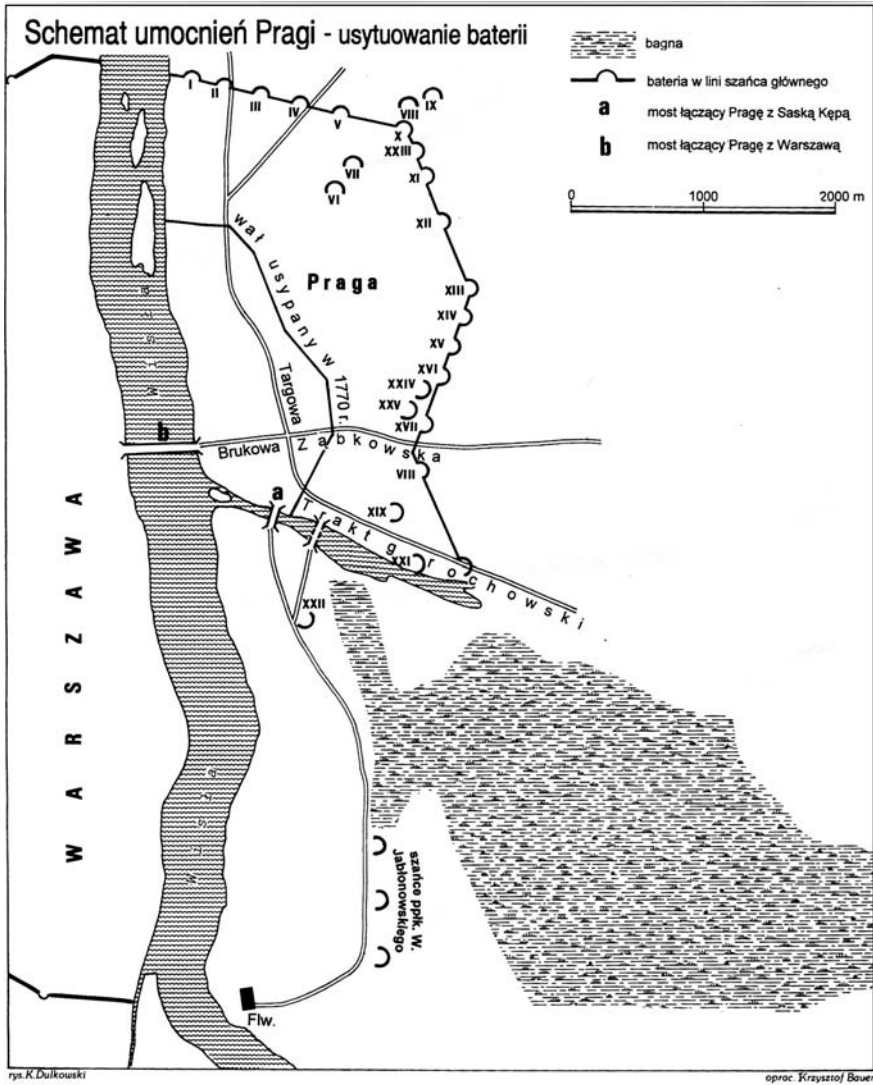 Schemat umocnień Pragi - usytuowanie baterii
bagna
bateria w lini szańca głównego
a most łączący Pragę z Saską Kępą
b most łączący Pragę z Warszawą
0 1000 2000 m
I
II
III
IV
V
VIII
IX
X
XXIII
VII
XI
VI
XII
wał usypany w 1770 r.
Praga
Wisła
XIII
XIV
XV
XVI
XXIV
XXV
XVII
Targowa
b
Brukowa
Ząbkowska
VIII
a
XIX
Trakt grochowski
XXI
XXII
WARSZAWA
Wisła
szańce ppłk. W.
Jabłonowskiego
Flw.
rys.K.Dulkowski
oprac. Krzysztof Bauer